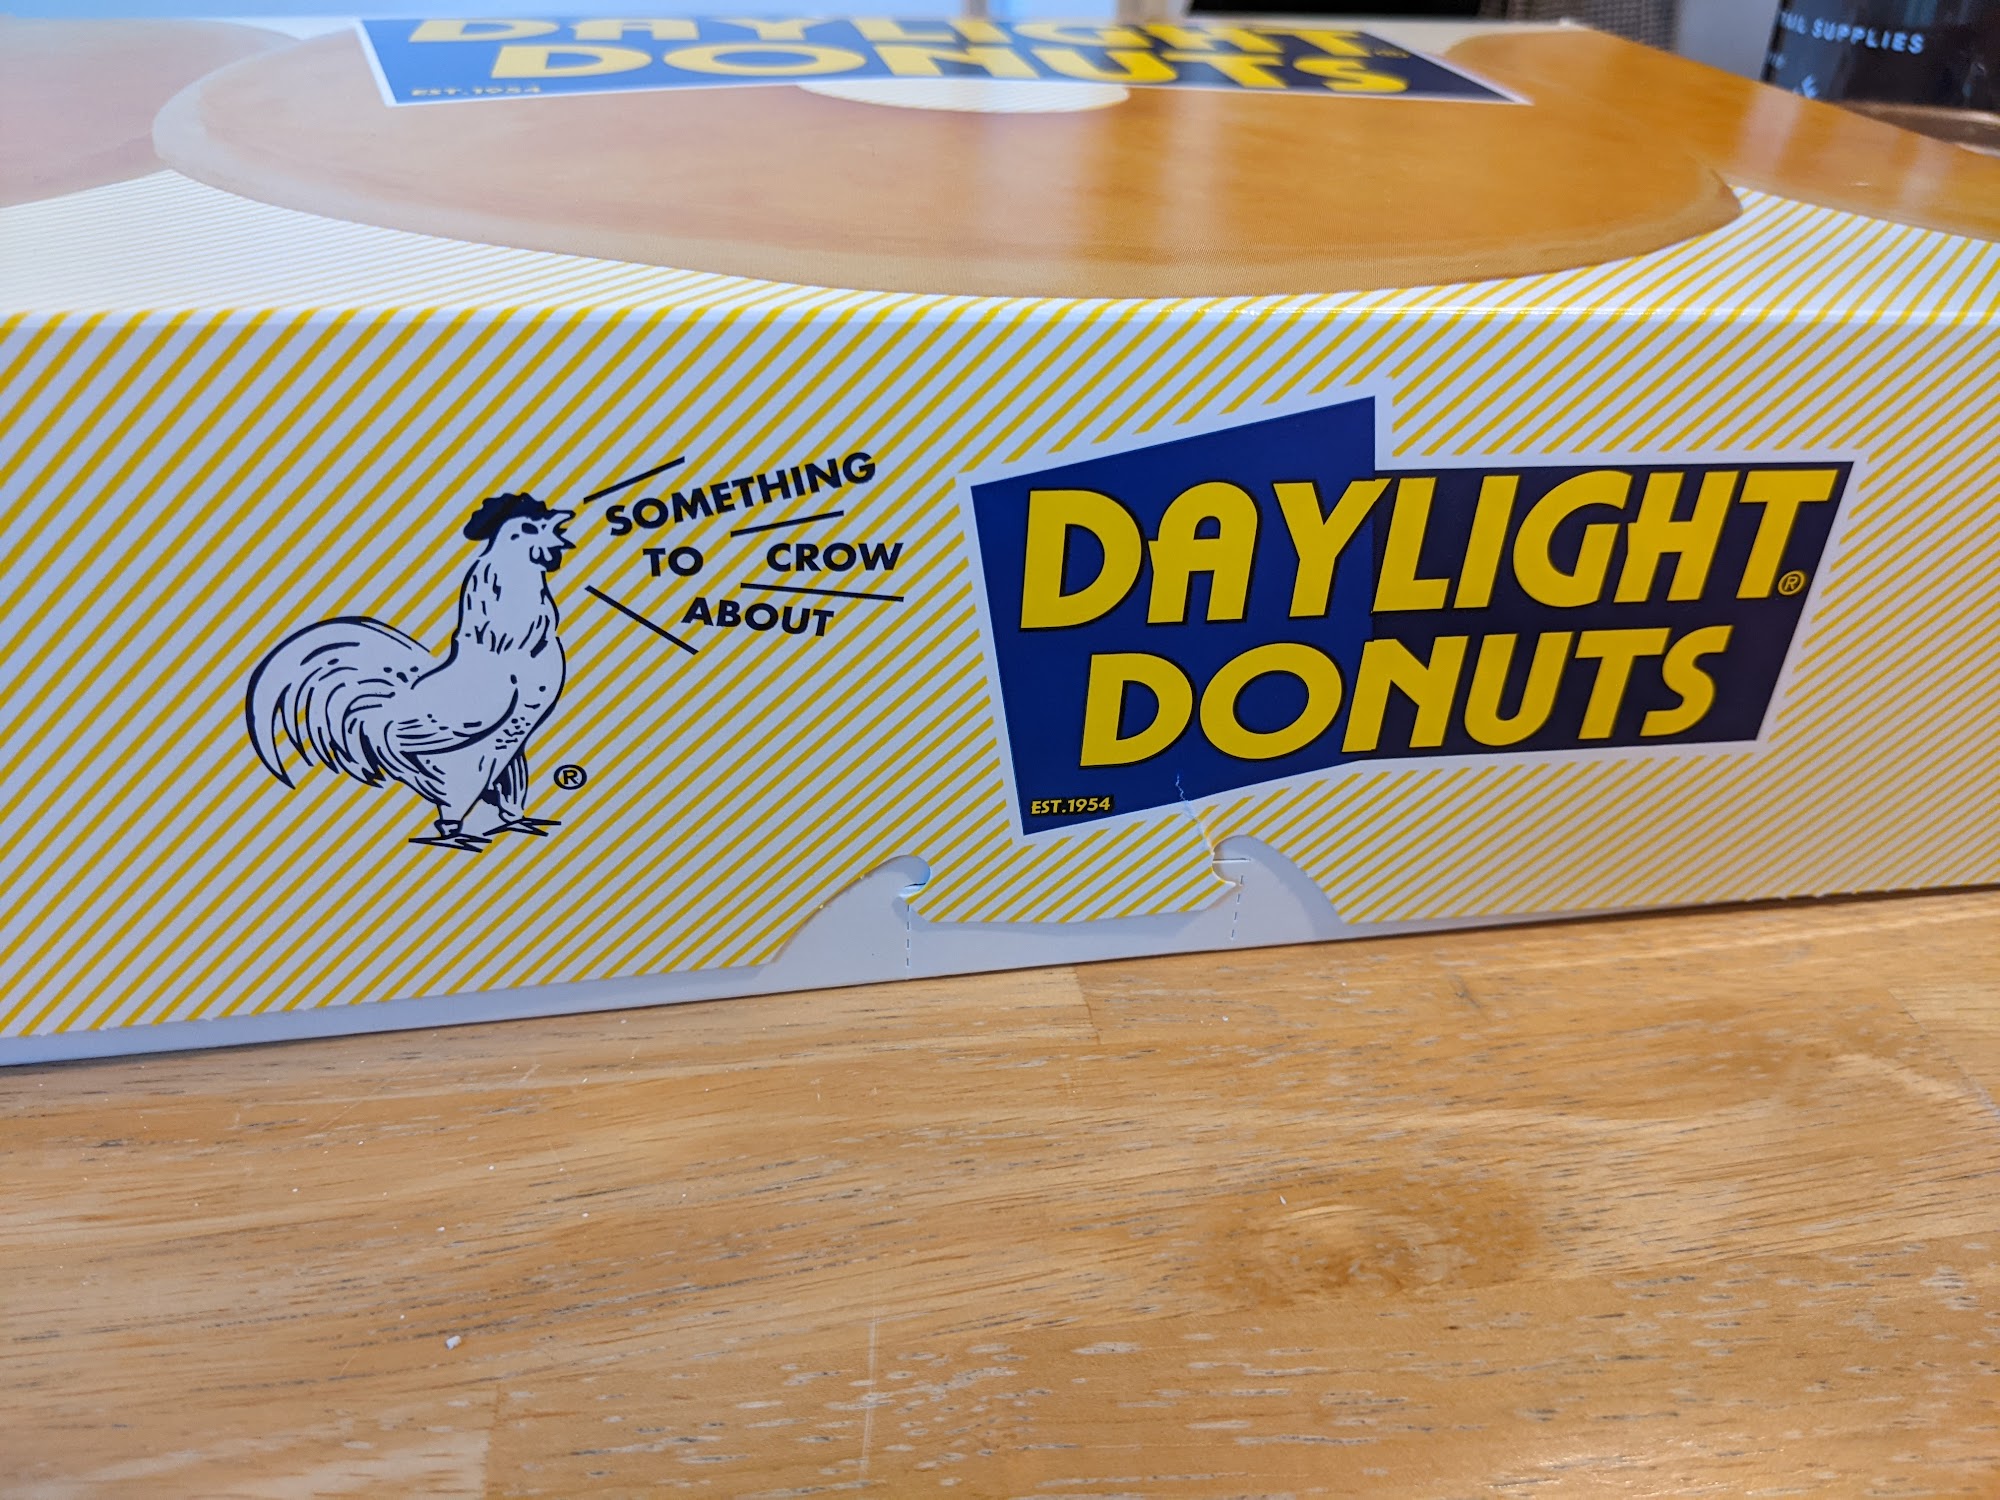 DAYLIGHT
DONUTS
EST. 1954
SUPPLIES
SOMETHING
TO CROW
ABOUT
®
DAYLIGHT®
DONUTS
EST. 1954